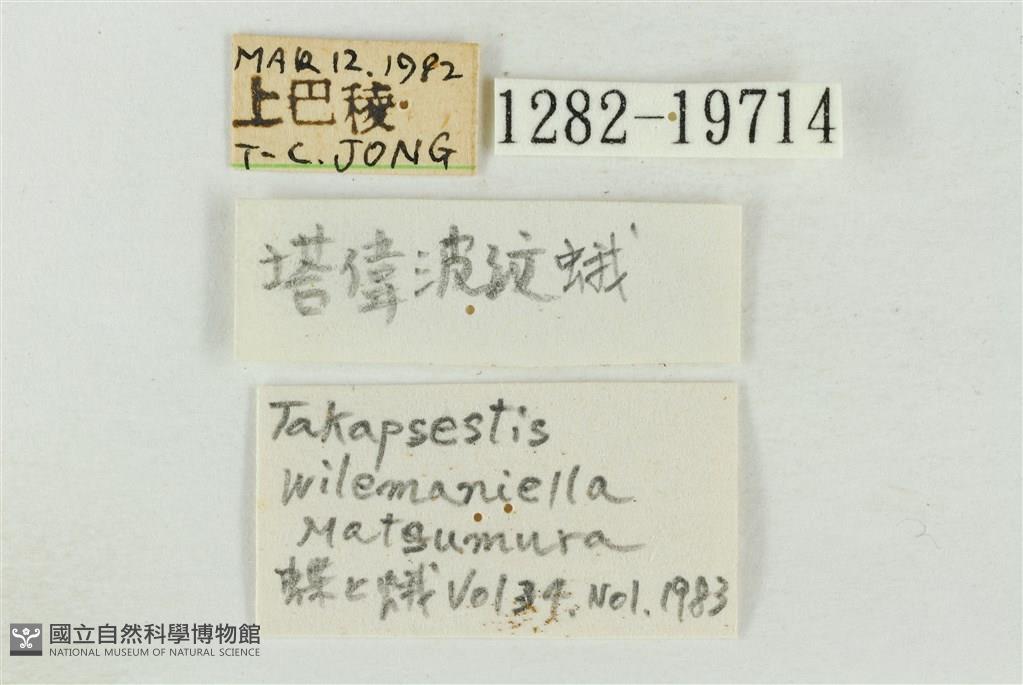 MAR 12. 1982
上巴稜
T-C. JONG
1282-19714
塔偉波紋蛾
Takapsestis
wilemaniella
Matsumura
蝶と蛾 Vol 34. No1. 1983
國立自然科學博物館
NATIONAL MUSEUM OF NATURAL SCIENCE